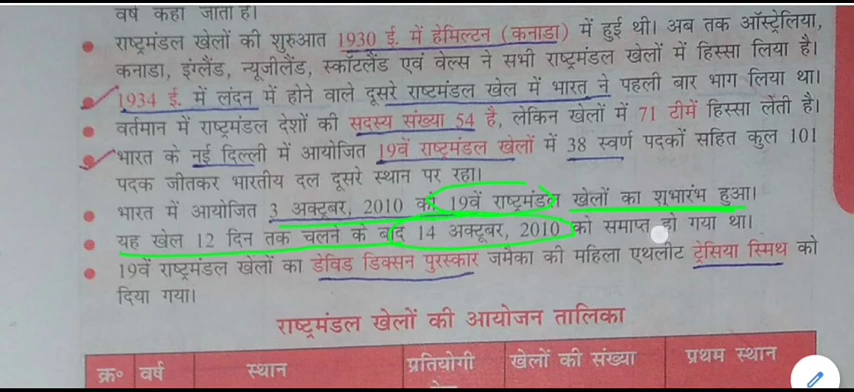 वर्ष कहा जाता है।
राष्ट्रमंडल खेलों की शुरुआत 1930 ई. में हेमिल्टन (कनाडा) में हुई थी। अब तक ऑस्ट्रेलिया,
कनाडा, इंग्लैंड, न्यूजीलैंड, स्कॉटलैंड एवं वेल्स ने सभी राष्ट्रमंडल खेलों में हिस्सा लिया है।
1934 ई. में लंदन में होने वाले दूसरे राष्ट्रमंडल खेल में भारत ने पहली बार भाग लिया था।
वर्तमान में राष्ट्रमंडल देशों की सदस्य संख्या 54 है, लेकिन खेलों में 71 टीमें हिस्सा लेती है।
भारत के नई दिल्ली में आयोजित 19वें राष्ट्रमंडल खेलों में 38 स्वर्ण पदकों सहित कुल 101
पदक जीतकर भारतीय दल दूसरे स्थान पर रहा।
भारत में आयोजित 3 अक्टूबर, 2010 को 19वें राष्ट्रमंडल खेलों का शुभारंभ हुआ।
यह खेल 12 दिन तक चलने के बाद 14 अक्टूबर, 2010 को समाप्त हो गया था।
19वें राष्ट्रमंडल खेलों का डेविड डिक्सन पुरस्कार जमैका की महिला एथलीट ट्रेसिया स्मिथ को
दिया गया।
राष्ट्रमंडल खेलों की आयोजन तालिका
क्र० वर्ष स्थान प्रतियोगी खेलों की संख्या प्रथम स्थान